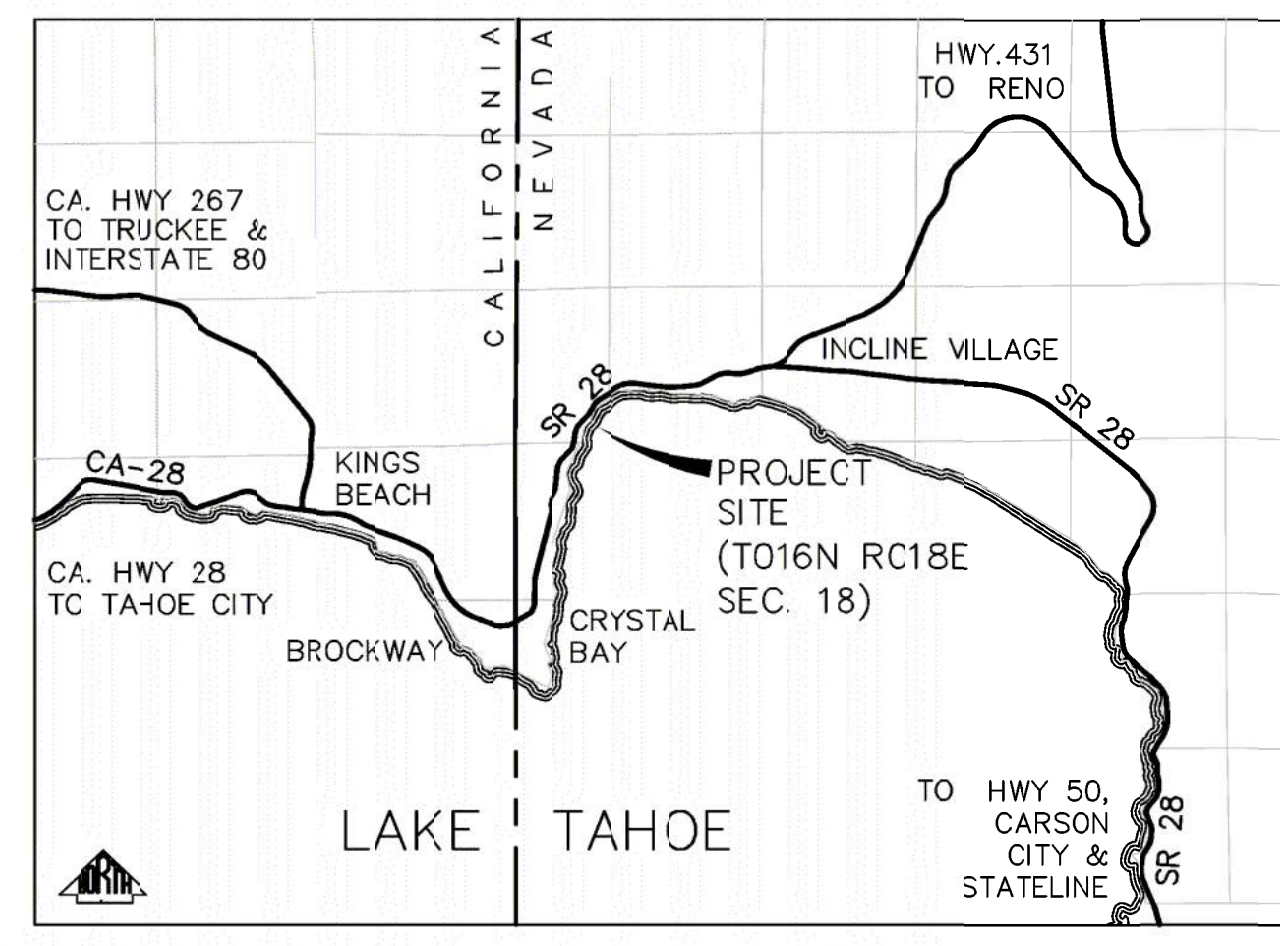 CALIFORNIA
NEVADA
HWY.431
TO RENO
CA. HWY 267
TO TRUCKEE &
INTERSTATE 80
INCLINE VILLAGE
SR 28
SR 28
CA-28
KINGS
BEACH
PROJECT
SITE
(T016N R018E
SEC. 18)
CA. HWY 28
TO TAHOE CITY
BROCKWAY
CRYSTAL
BAY
LAKE TAHOE
TO HWY 50,
CARSON
CITY &
STATELINE
SR 28
NORTH